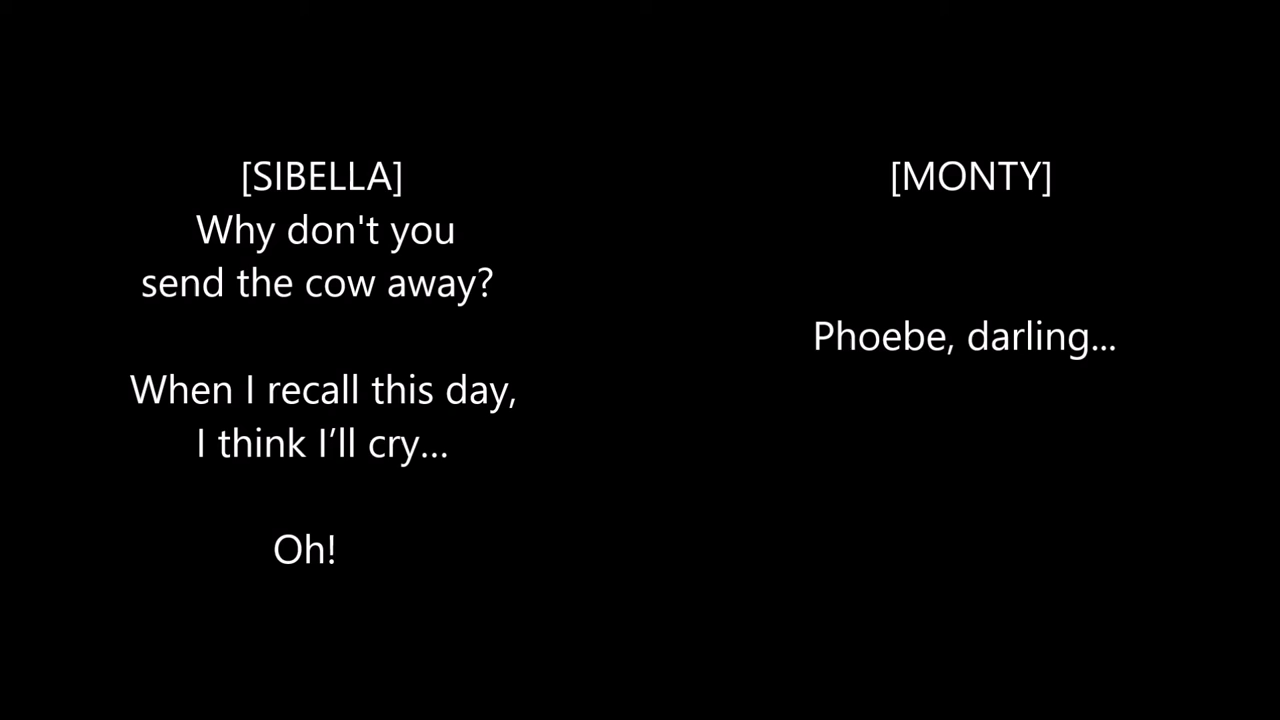 [SIBELLA]
Why don't you
send the cow away?
When I recall this day,
I think I’ll cry...
Oh!
[MONTY]
Phoebe, darling...